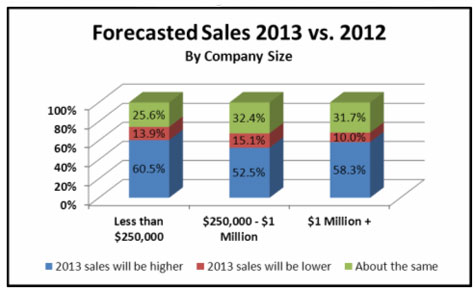 Forecasted Sales 2013 vs. 2012
By Company Size
100%
80%
60%
40%
20%
0%
25.6%
13.9%
60.5%
32.4%
15.1%
52.5%
31.7%
10.0%
58.3%
Less than
$250,000
$250,000 - $1
Million
$1 Million +
2013 sales will be higher
2013 sales will be lower
About the same